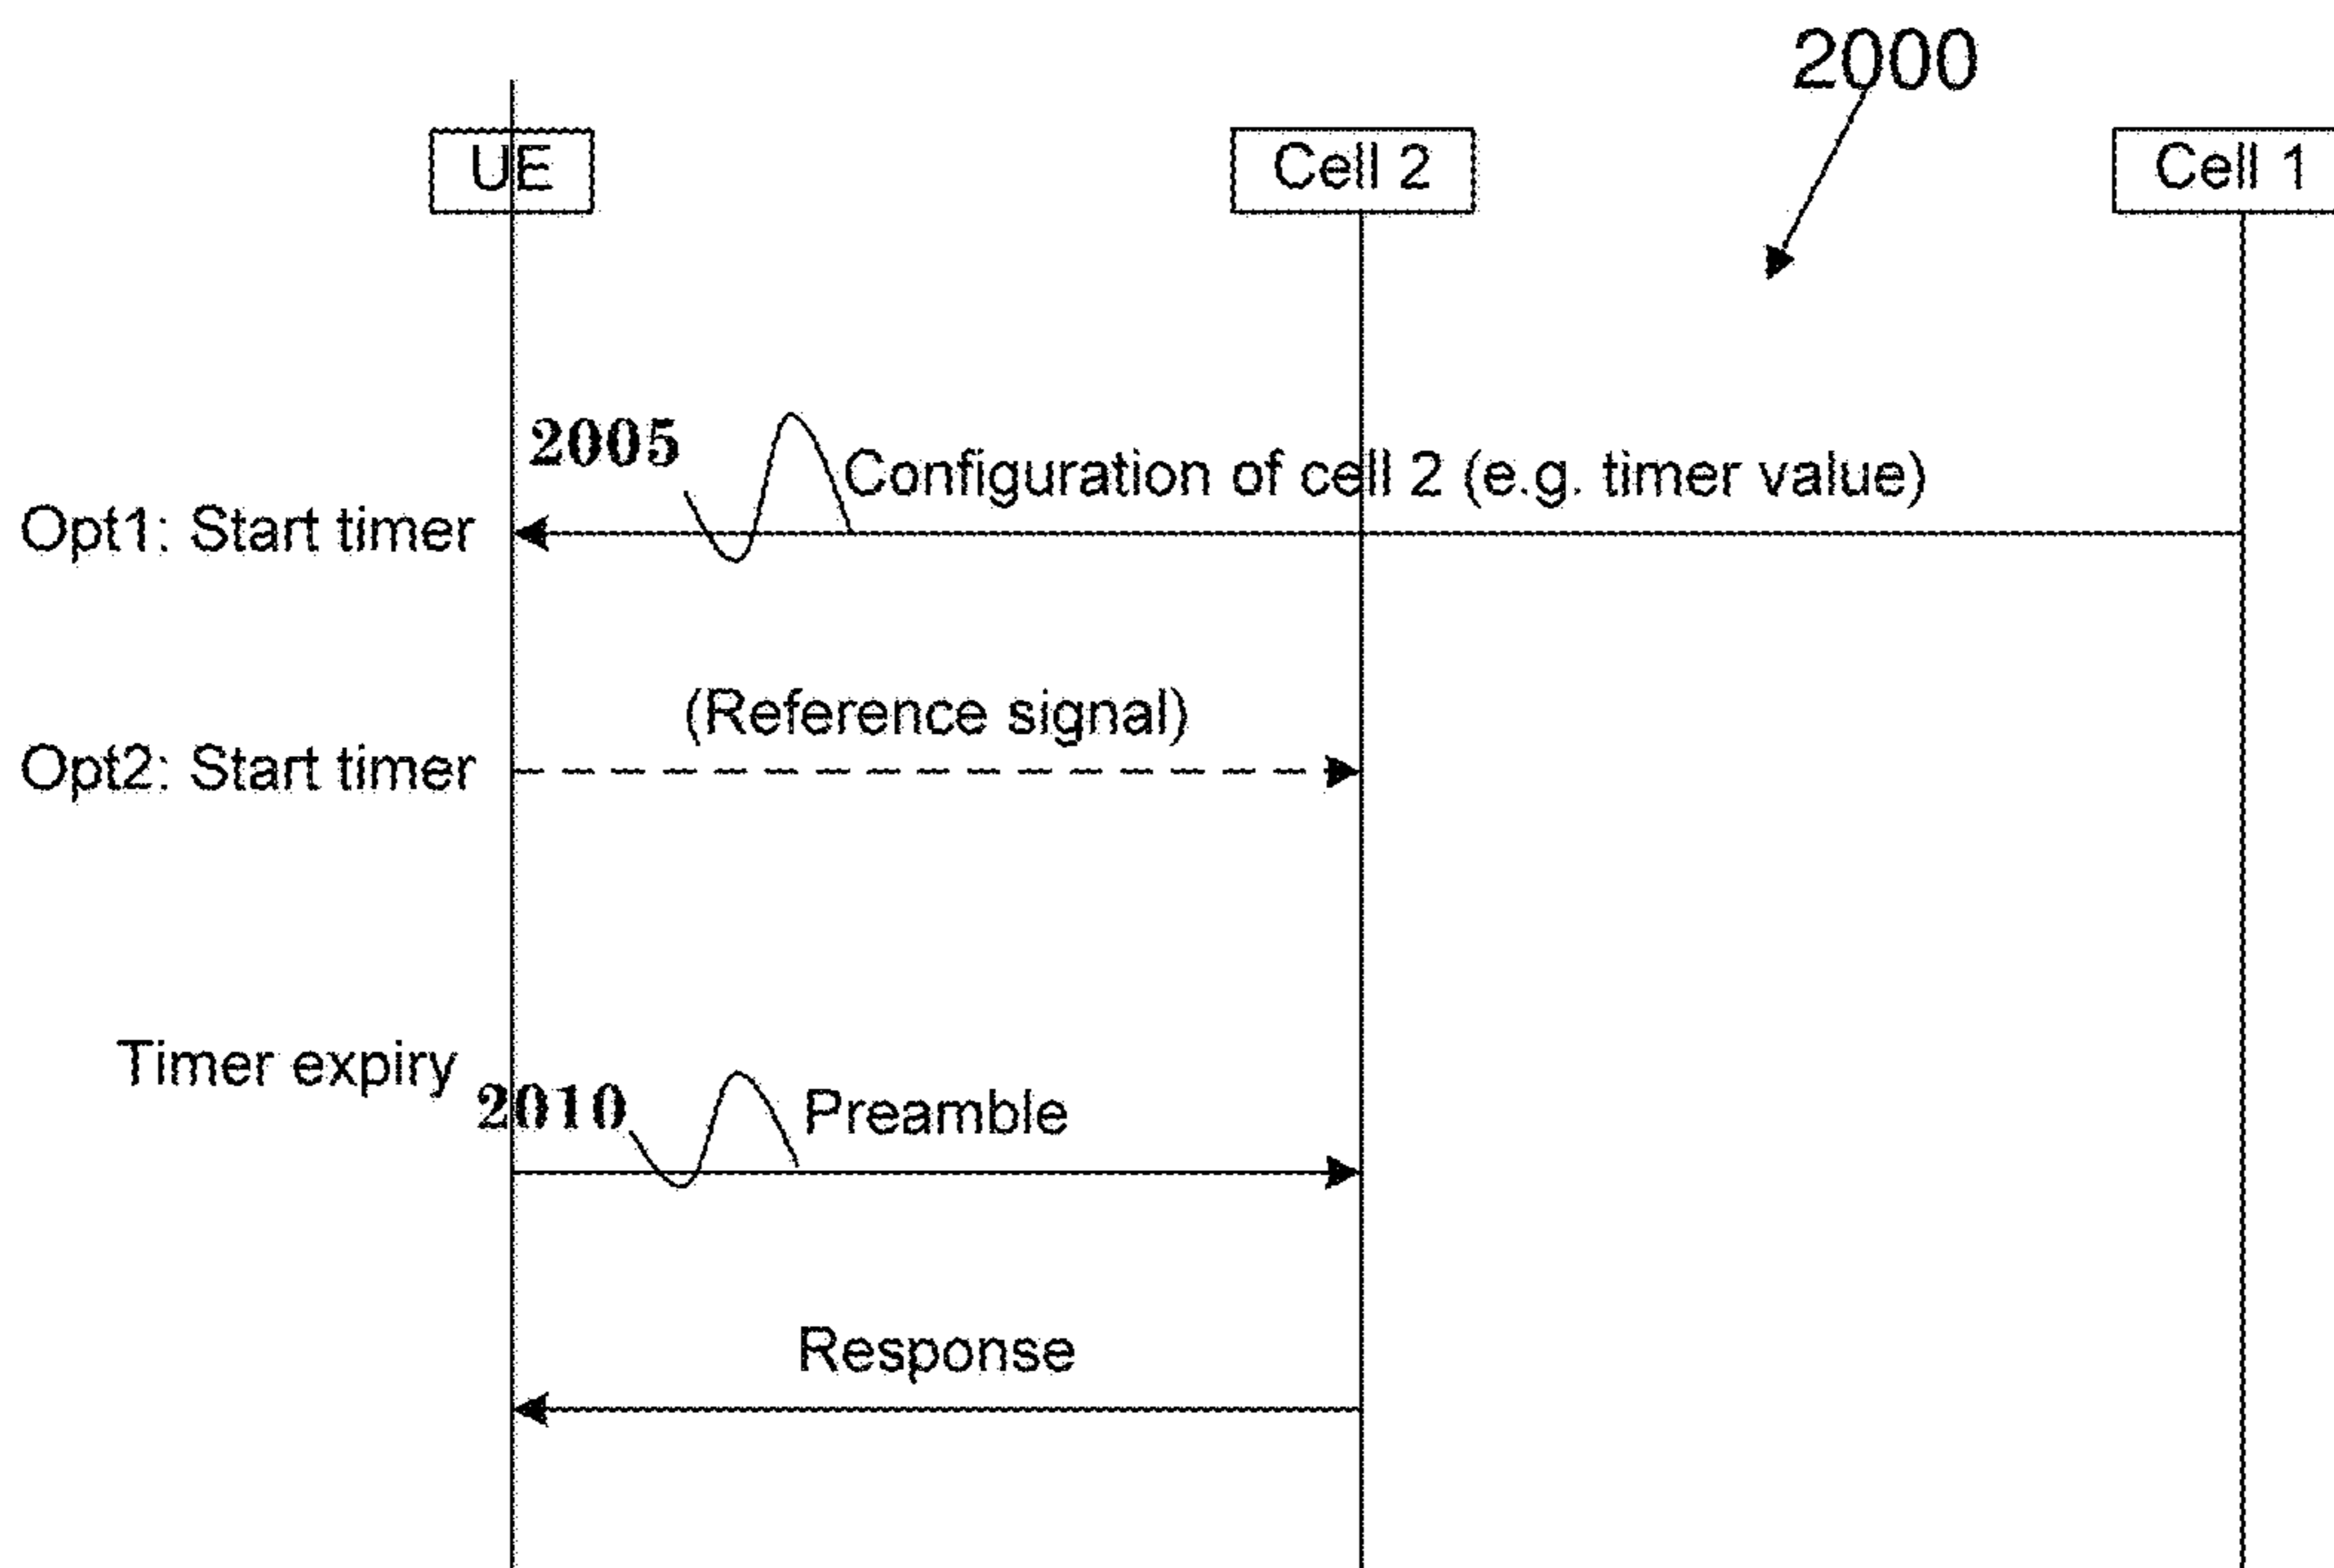 2000
UE
Cell 2
Cell 1
2005
Configuration of cell 2 (e.g. timer value)
Opt1: Start timer
(Reference signal)
Opt2: Start timer
Timer expiry
2010
Preamble
Response